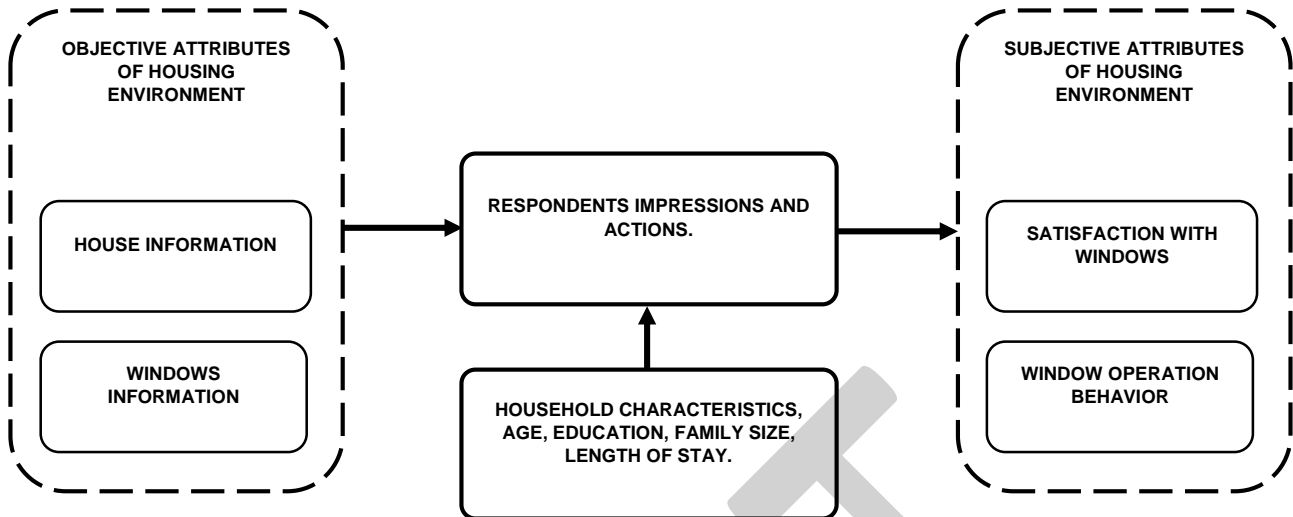 OBJECTIVE ATTRIBUTES
OF HOUSING
ENVIRONMENT
HOUSE INFORMATION
WINDOWS
INFORMATION
RESPONDENTS IMPRESSIONS AND
ACTIONS.
HOUSEHOLD CHARACTERISTICS,
AGE, EDUCATION, FAMILY SIZE,
LENGTH OF STAY.
SUBJECTIVE ATTRIBUTES
OF HOUSING
ENVIRONMENT
SATISFACTION WITH
WINDOWS
WINDOW OPERATION
BEHAVIOR